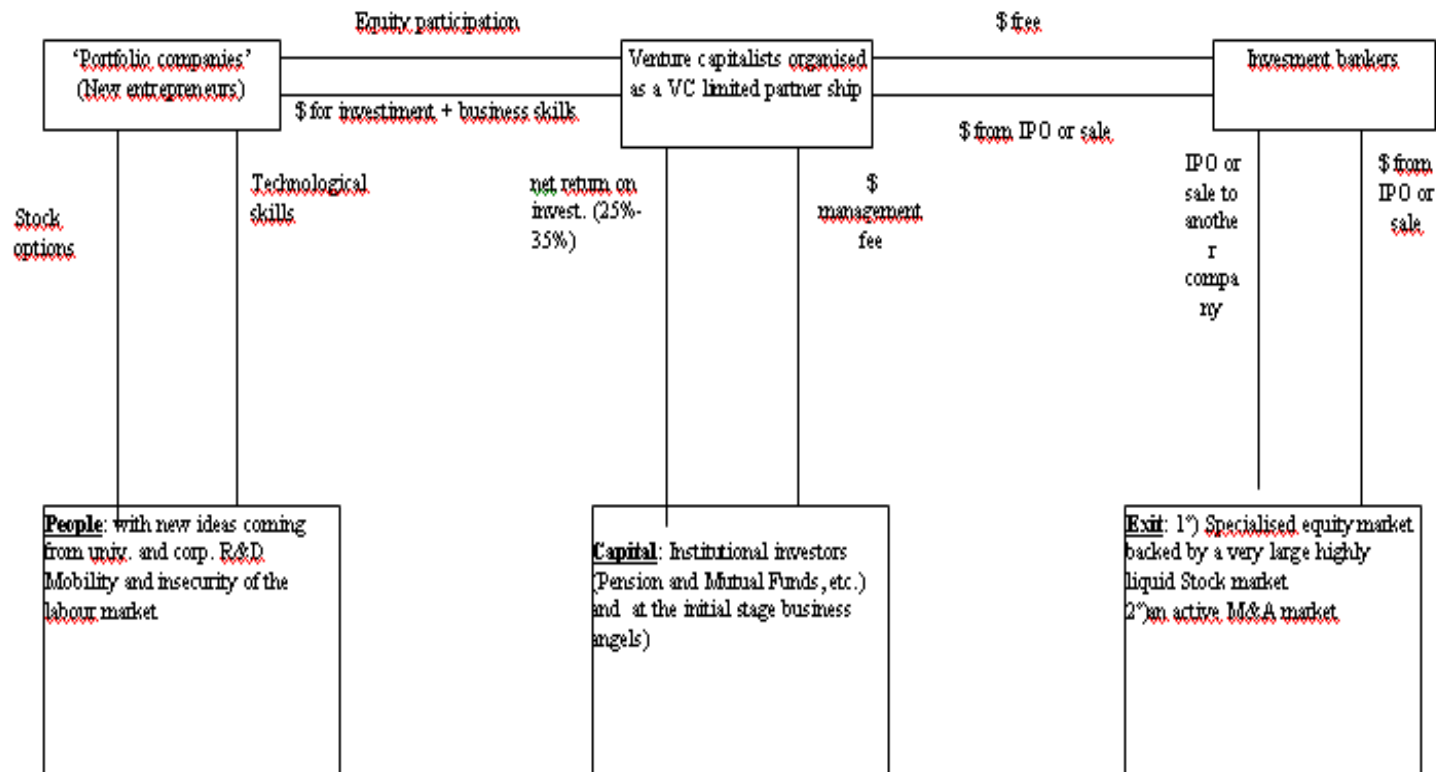 Equity participation
$ free
‘Portfolio companies’
(New entrepreneurs)
Venture capitalists organised
as a VC limited partner ship
Invesment bankers
$ for investiment + business skills
$ from IPO or sale
Stock
options
Technological
skills
net return on
invest. (25%-
35%)
$
management
fee
IPO or
sale to
anothe
r
compa
ny
$ from
IPO or
sale
People: with new ideas coming
from univ. and corp. R&D
Mobility and insecurity of the
labour market
Capital: Institutional investors
(Pension and Mutual Funds, etc.)
and at the initial stage business
angels)
Exit: 1°) Specialised equity market
backed by a very large highly
liquid Stock market
2°)an active M&A market